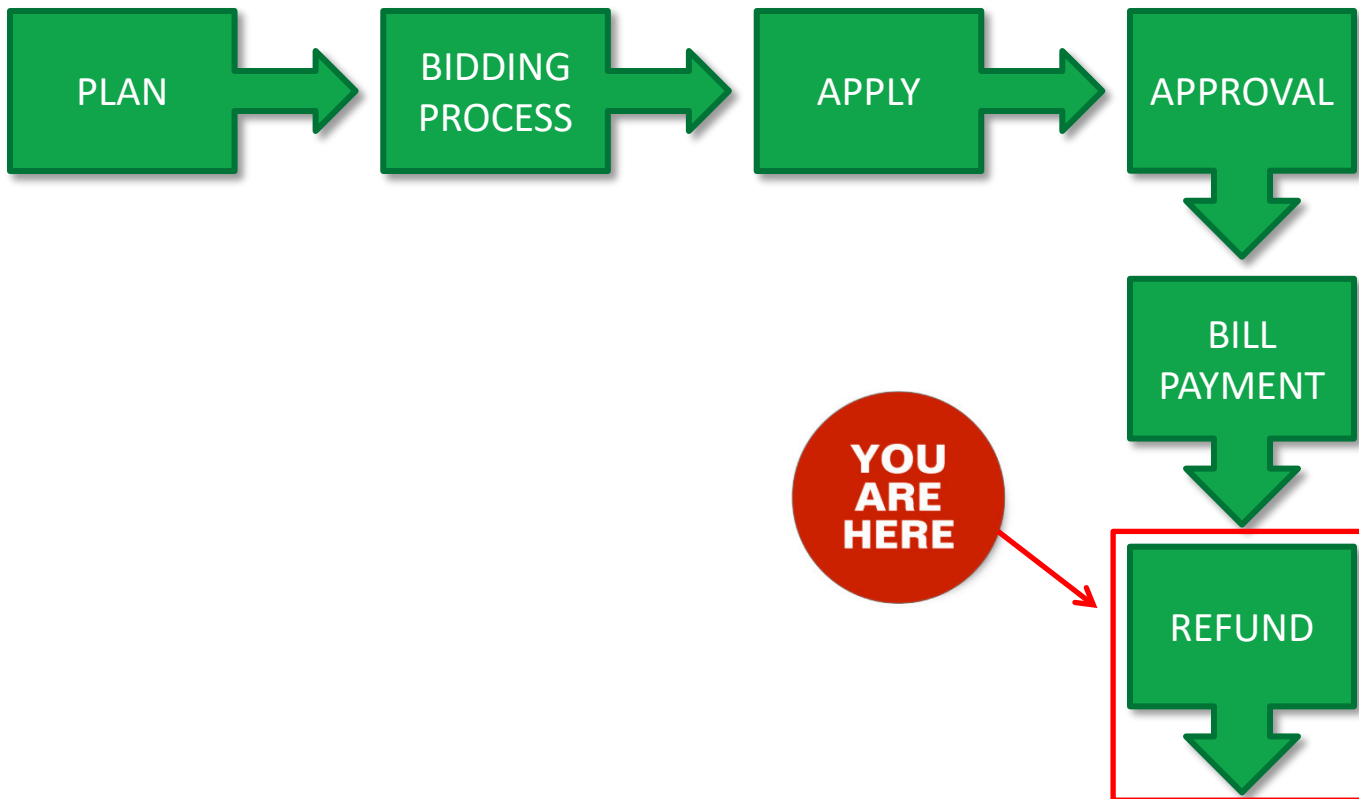 PLAN
BIDDING
PROCESS
APPLY
APPROVAL
BILL
PAYMENT
YOU
ARE
HERE
REFUND